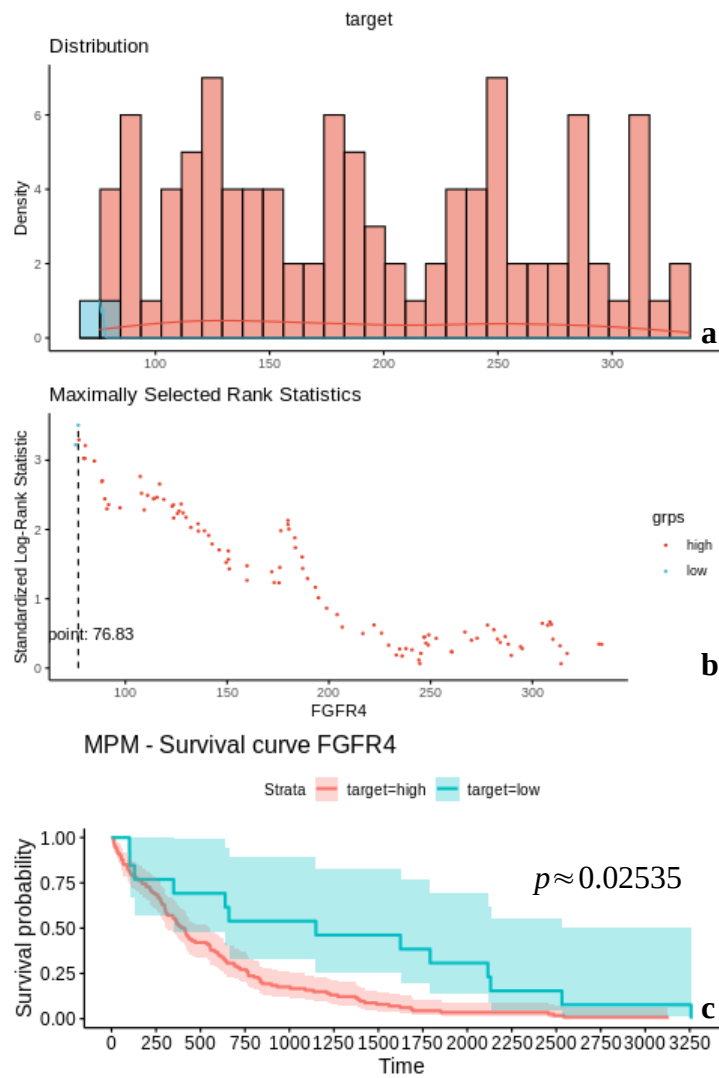 target
Distribution
Density
6
4
2
0
100 150 200 250 300
a
Maximally Selected Rank Statistics
Standardized Log-Rank Statistic
3
2
1
0
point: 76.83
100 150 200 250 300
FGFR4
grps
high
low
b
MPM - Survival curve FGFR4
Strata target=high target=low
Survival probability
1.00
0.75
0.50
0.25
0.00
p≈0.02535
0 250 500 750 1000 1250 1500 1750 2000 2250 2500 2750 3000 3250
Time
c